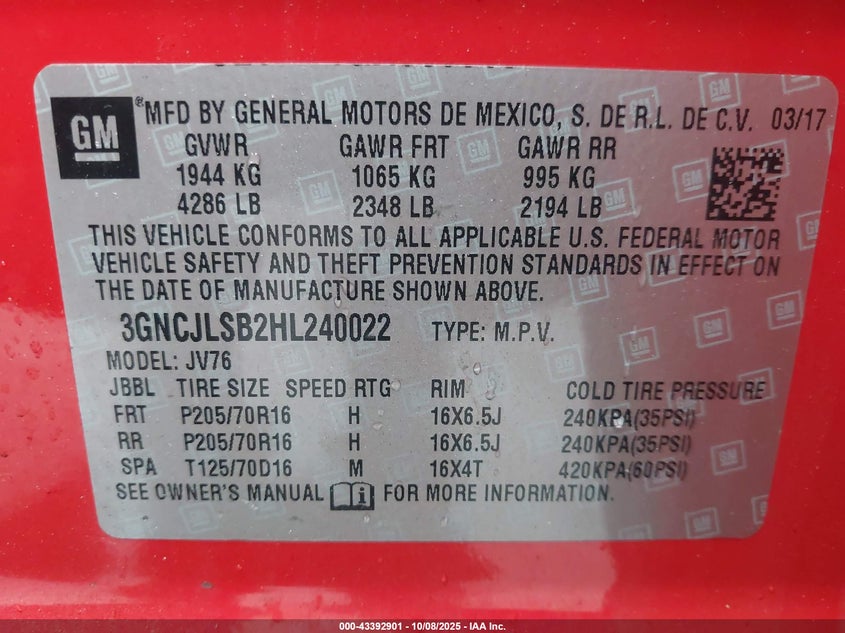 GM
® MFD BY GENERAL MOTORS DE MEXICO, S. DE R.L. DE C.V. 03/17
GVWR GAWR FRT GAWR RR
1944 KG 1065 KG 995 KG
4286 LB 2348 LB 2194 LB
THIS VEHICLE CONFORMS TO ALL APPLICABLE U.S. FEDERAL MOTOR
VEHICLE SAFETY AND THEFT PREVENTION STANDARDS IN EFFECT ON
THE DATE OF MANUFACTURE SHOWN ABOVE.
3GNCJLSB2HL240022 TYPE: M.P.V.
MODEL: JV76
JBBL TIRE SIZE SPEED RTG RIM COLD TIRE PRESSURE
FRT P205/70R16 H 16X6.5J 240KPA(35PSI)
RR P205/70R16 H 16X6.5J 240KPA(35PSI)
SPA T125/70D16 M 16X4T 420KPA(60PSI)
SEE OWNER'S MANUAL i FOR MORE INFORMATION.
000-43392901 - 10/08/2025 - IAA Inc.